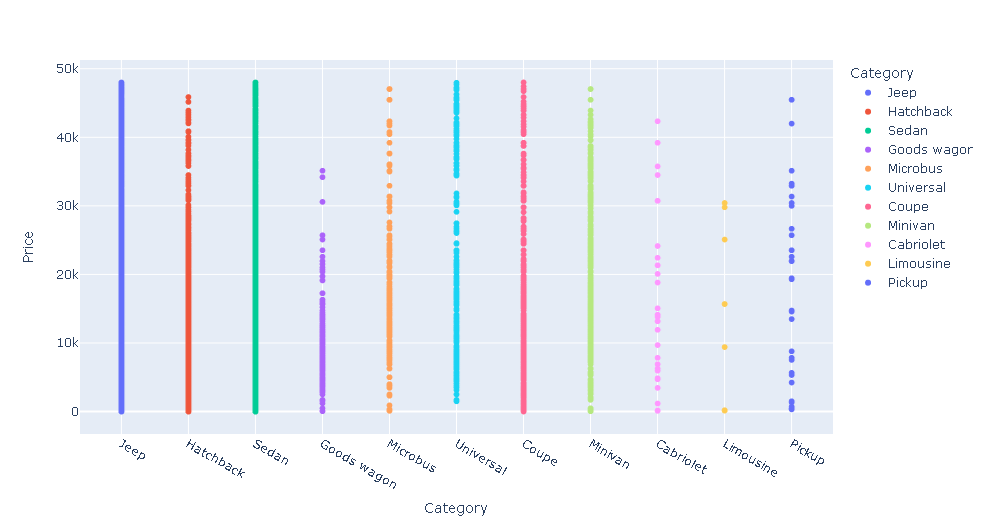 50k
40k
30k
20k
10k
0
Price
Jeep
Hatchback
Sedan
Goods wagon
Microbus
Universal
Coupe
Minivan
Cabriolet
Limousine
Pickup
Category
Category
Jeep
Hatchback
Sedan
Goods wagor
Microbus
Universal
Coupe
Minivan
Cabriolet
Limousine
Pickup